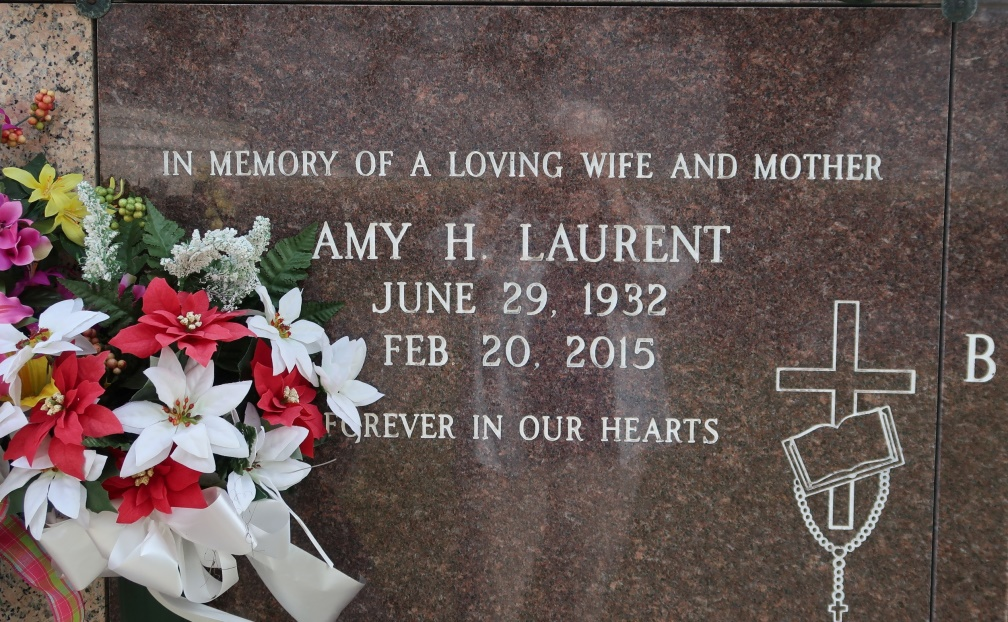 IN MEMORY OF A LOVING WIFE AND MOTHER
AMY H. LAURENT
JUNE 29, 1932
FEB 20, 2015
FOREVER IN OUR HEARTS
B